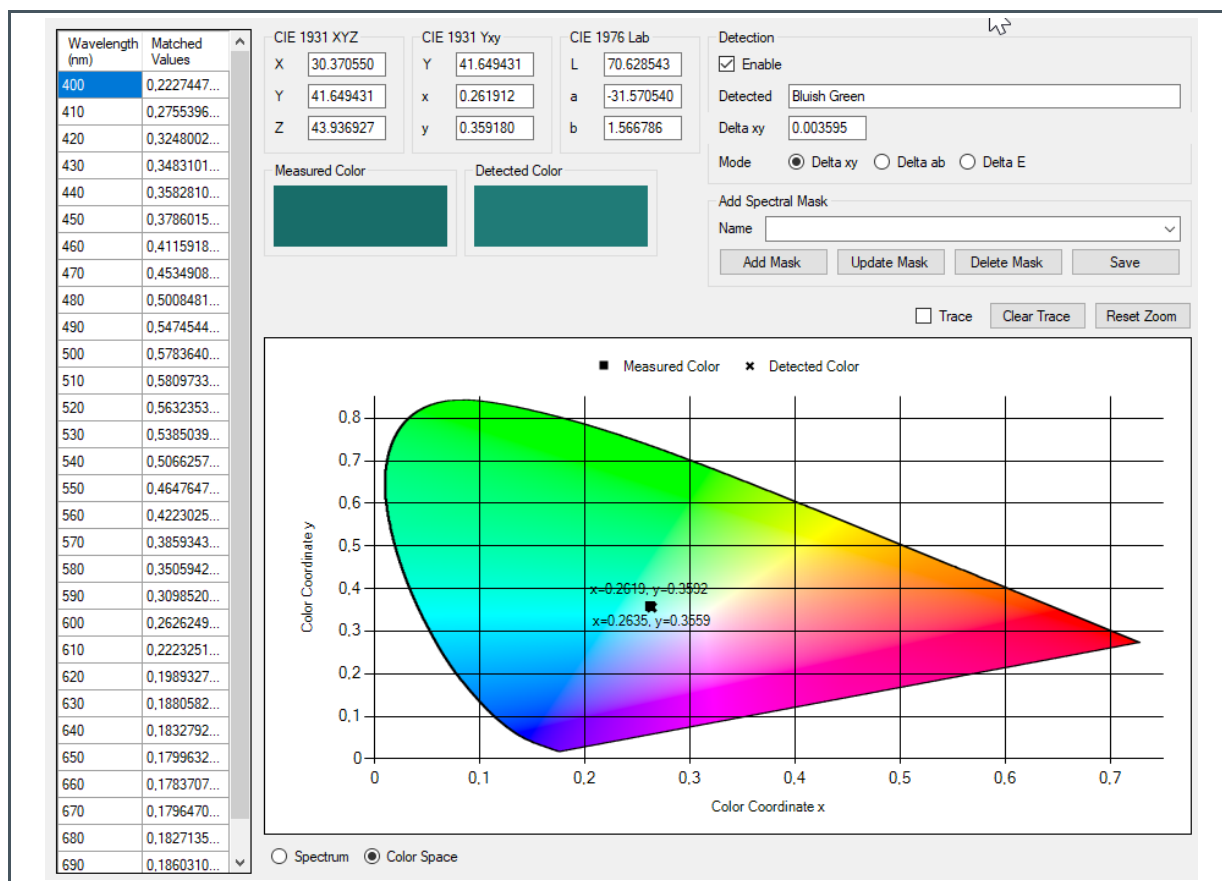 Wavelength (nm) Matched Values
400 0,2227447...
410 0,2755396...
420 0,3248002...
430 0,3483101...
440 0,3582810...
450 0,3786015...
460 0,4115918...
470 0,4534908...
480 0,5008481...
490 0,5474544...
500 0,5783640...
510 0,5809733...
520 0,5632353...
530 0,5385039...
540 0,5066257...
550 0,4647647...
560 0,4223025...
570 0,3859343...
580 0,3505942...
590 0,3098520...
600 0,2626249...
610 0,2223251...
620 0,1989327...
630 0,1880582...
640 0,1832792...
650 0,1799632...
660 0,1783707...
670 0,1796470...
680 0,1827135...
690 0,1860310...
CIE 1931 XYZ
X 30.370550
Y 41.649431
Z 43.936927
CIE 1931 Yxy
Y 41.649431
x 0.261912
y 0.359180
CIE 1976 Lab
L 70.628543
a -31.570540
b 1.566786
Detection
Enable
Detected Bluish Green
Delta xy 0.003595
Mode Delta xy Delta ab Delta E
Measured Color
Detected Color
Add Spectral Mask
Name
Add Mask Update Mask Delete Mask Save
Trace Clear Trace Reset Zoom
Measured Color Detected Color
0,8
0,7
0,6
0,5
0,4
0,3
0,2
0,1
0
Color Coordinate y
x=0.2619, y=0.3592
x=0.2635, y=0.3559
0 0,1 0,2 0,3 0,4 0,5 0,6 0,7
Color Coordinate x
Spectrum Color Space